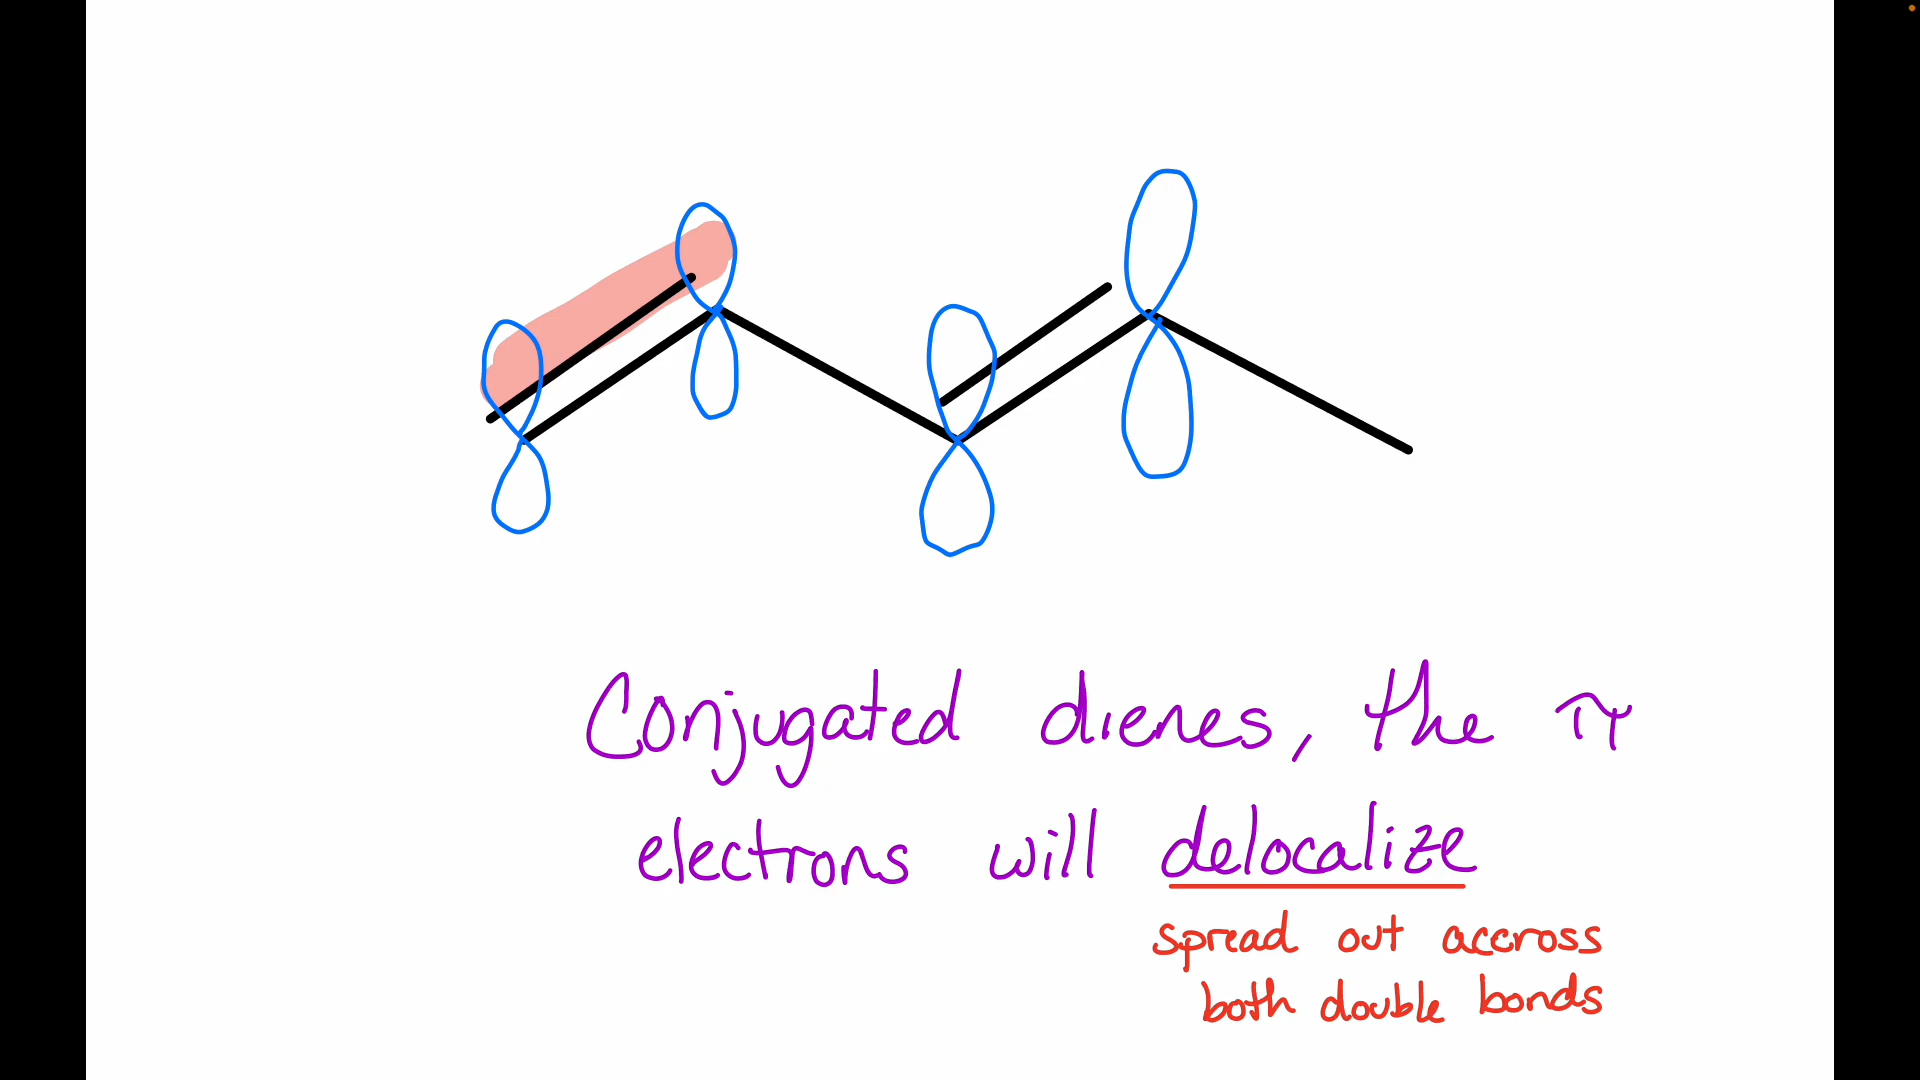 Conjugated dienes, the π
electrons will delocalize
spread out accross
both double bonds